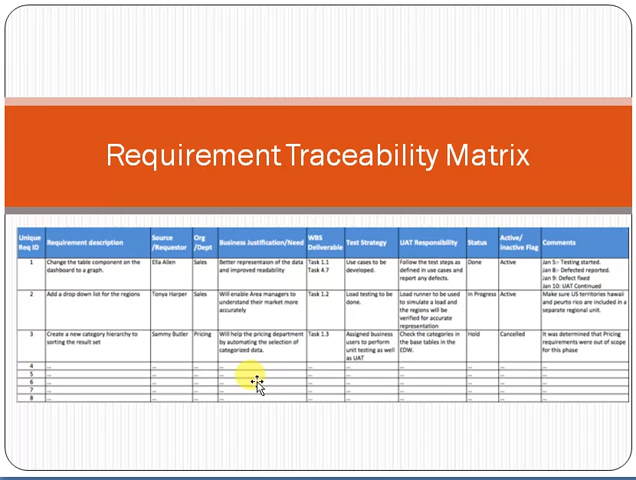 Requirement Traceability Matrix
Unique Req ID | Requirement description | Source /Requestor | Org /Dept | Business Justification/Need | WBS Deliverable | Test Strategy | UAT Responsibility | Status | Active/ Inactive Flag | Comments
1 | Change the table component on the dashboard to a graph. | Ella Allen | Sales | Better representaion of the data and improved readability | Task 1.1 Task 4.7 | Use cases to be developed. | Follow the test steps as defined in use cases and report any defects. | Done | Active | Jan 5:- Testing started. Jan 8:- Defected reported. Jan 9: Defect fixed Jan 10: UAT Continued
2 | Add a drop down list for the regions | Tonya Harper | Sales | Will enable Area managers to understand their market more accurately | Task 1.2 | Load testing to be done. | Load runner to be used to simulate a load and the regions will be verified for accurate representation | In Progress | Active | Make sure US territories hawaii and peurto rico are included in a separate regional unit.
3 | Create a new category hierarchy to sorting the result set | Sammy Butler | Pricing | Will help the pricing department by automating the selection of categorized data. | Task 1.3 | Assigned business users to perform unit testing as well as UAT | Check the categories in the base tables in the EDW. | Hold | Cancelled | It was determined that Pricing requirements were out of scope for this phase
4 | ... | ... | ... | ... | ... | ... | ... | ... | ... | ...
5 | ... | ... | ... | ... | ... | ... | ... | ... | ... | ...
6 | ... | ... | ... | ... | ... | ... | ... | ... | ... | ...
7 | ... | ... | ... | ... | ... | ... | ... | ... | ... | ...
8 | ... | ... | ... | ... | ... | ... | ... | ... | ... | ...